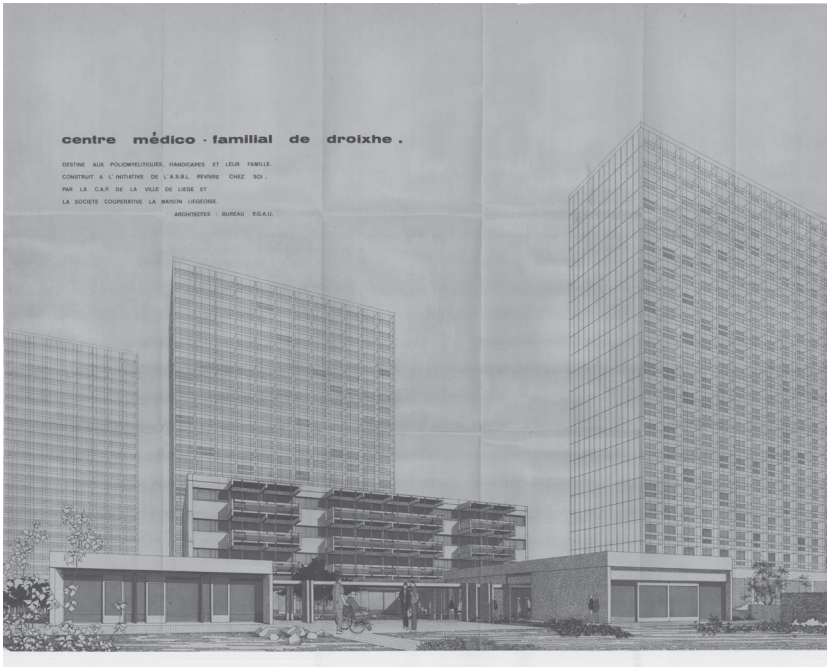 centre médico - familial de droixhe .
DESTINE AUX POLIOMYELITIQUES, HANDICAPES ET LEUR FAMILLE.
CONSTRUIT A L'INITIATIVE DE L'A.S.B.L. REVIVRE CHEZ SOI .
PAR LA C.A.P. DE LA VILLE DE LIEGE ET
LA SOCIETE COOPERATIVE LA MAISON LIEGEOISE.
ARCHITECTES : BUREAU E.G.A.U.